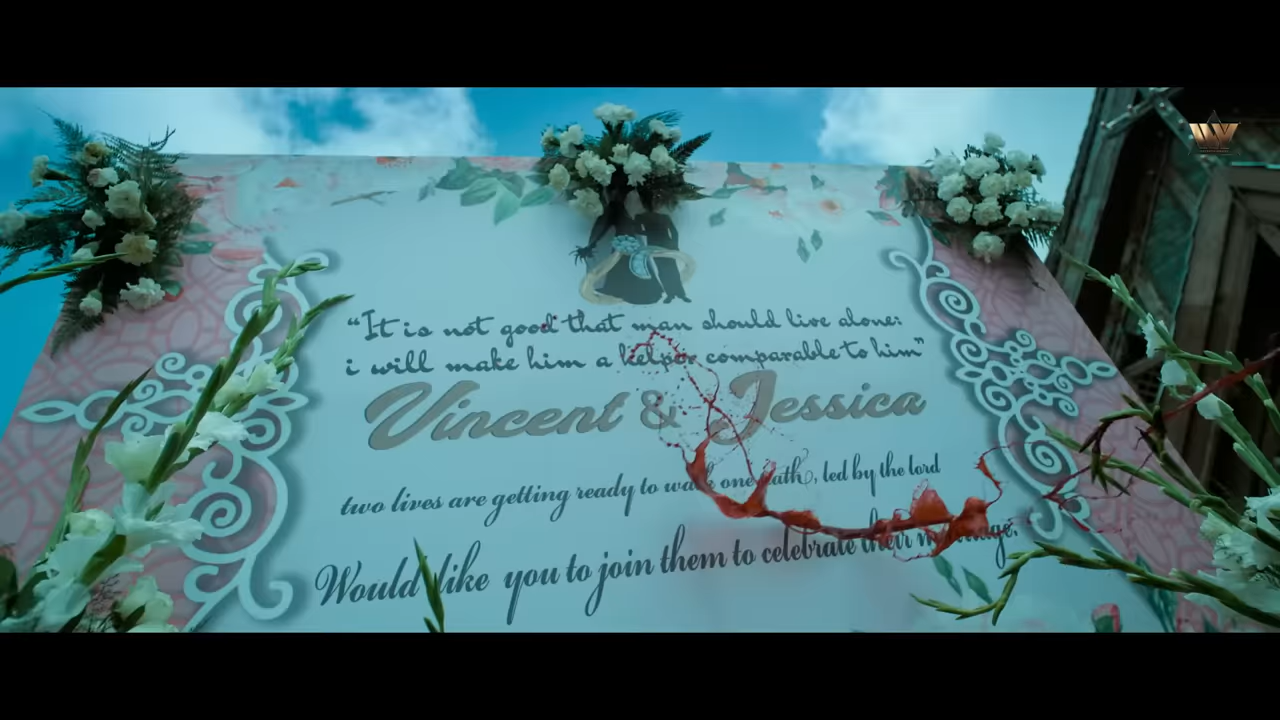 "It is not good that man should live alone:
i will make him a helper comparable to him"
Vincent & Jessica
two lives are getting ready to walk one path, led by the lord
Would like you to join them to celebrate their marriage.